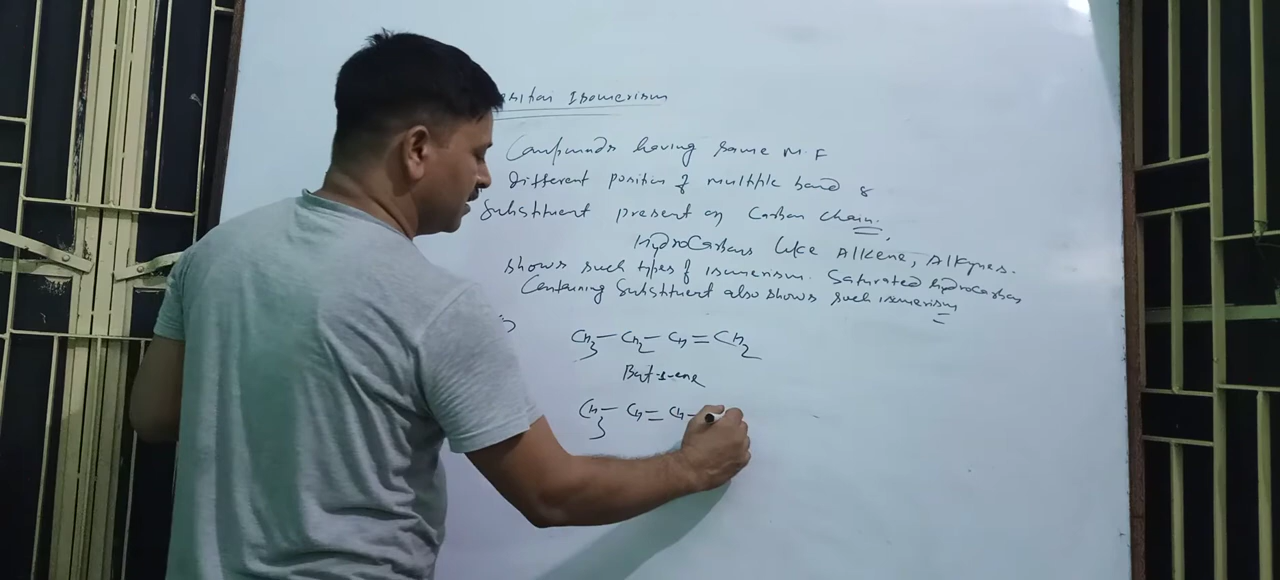 osition Isomerism
Compounds having same M.F
different position of multiple bond &
Substituent present on Carbon chain.
HydroCarbons like Alkene, Alkynes.
shows such types of isomerism. Saturated hydrocarbon
Containing Substituent also shows such isomerism
CH3-CH2-CH=CH2
But-1-ene
CH3-CH=CH-